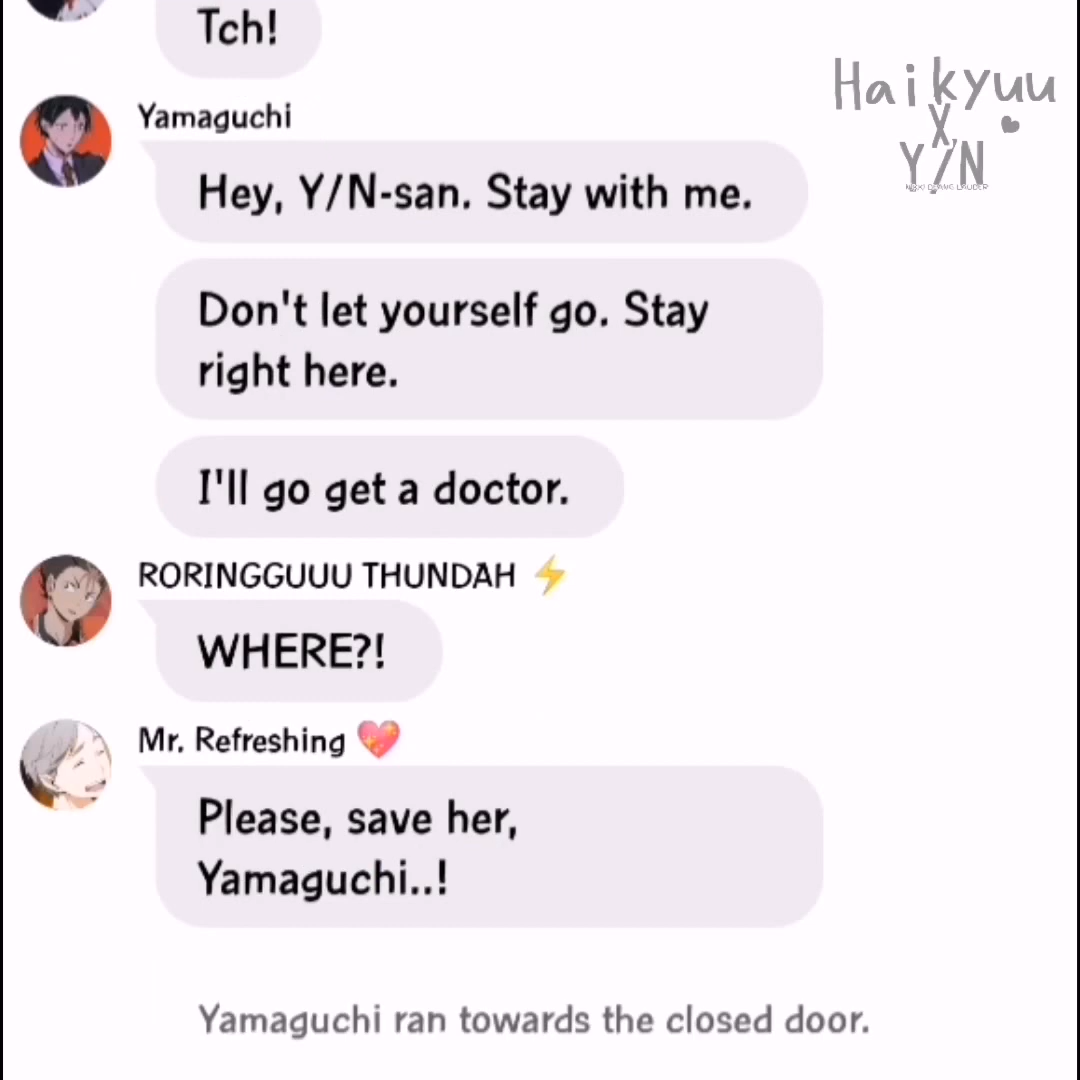 Tch!
Haikyuu
X,
Y/N
Yamaguchi
Hey, Y/N-san. Stay with me.
Don't let yourself go. Stay
right here.
I'll go get a doctor.
RORINGGUUU THUNDAH ⚡
WHERE?!
Mr. Refreshing 💖
Please, save her,
Yamaguchi..!
Yamaguchi ran towards the closed door.